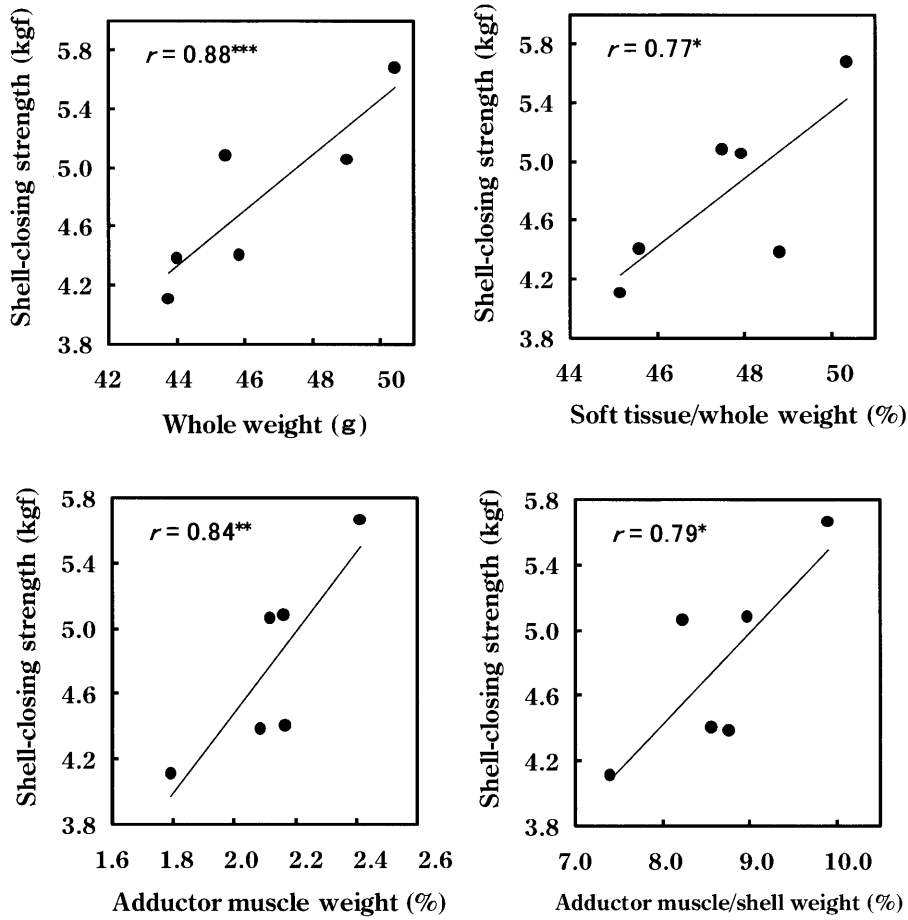 Shell-closing strength (kgf)
r = 0.88***
5.8
5.4
5.0
4.6
4.2
3.8
42 44 46 48 50
Whole weight (g)
Shell-closing strength (kgf)
r = 0.77*
5.8
5.4
5.0
4.6
4.2
3.8
44 46 48 50
Soft tissue/whole weight (%)
Shell-closing strength (kgf)
r = 0.84**
5.8
5.4
5.0
4.6
4.2
3.8
1.6 1.8 2.0 2.2 2.4 2.6
Adductor muscle weight (%)
Shell-closing strength (kgf)
r = 0.79*
5.8
5.4
5.0
4.6
4.2
3.8
7.0 8.0 9.0 10.0
Adductor muscle/shell weight (%)